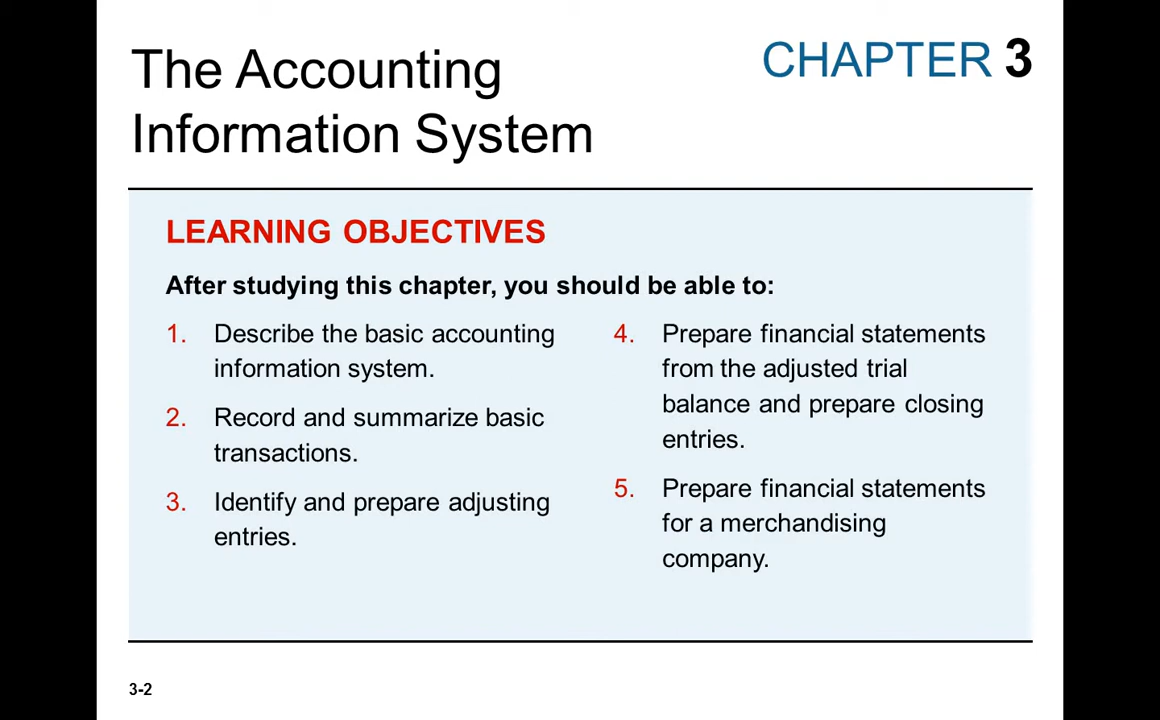 The Accounting
Information System
CHAPTER 3
LEARNING OBJECTIVES
After studying this chapter, you should be able to:
1. Describe the basic accounting
information system.
2. Record and summarize basic
transactions.
3. Identify and prepare adjusting
entries.
4. Prepare financial statements
from the adjusted trial
balance and prepare closing
entries.
5. Prepare financial statements
for a merchandising
company.
3-2